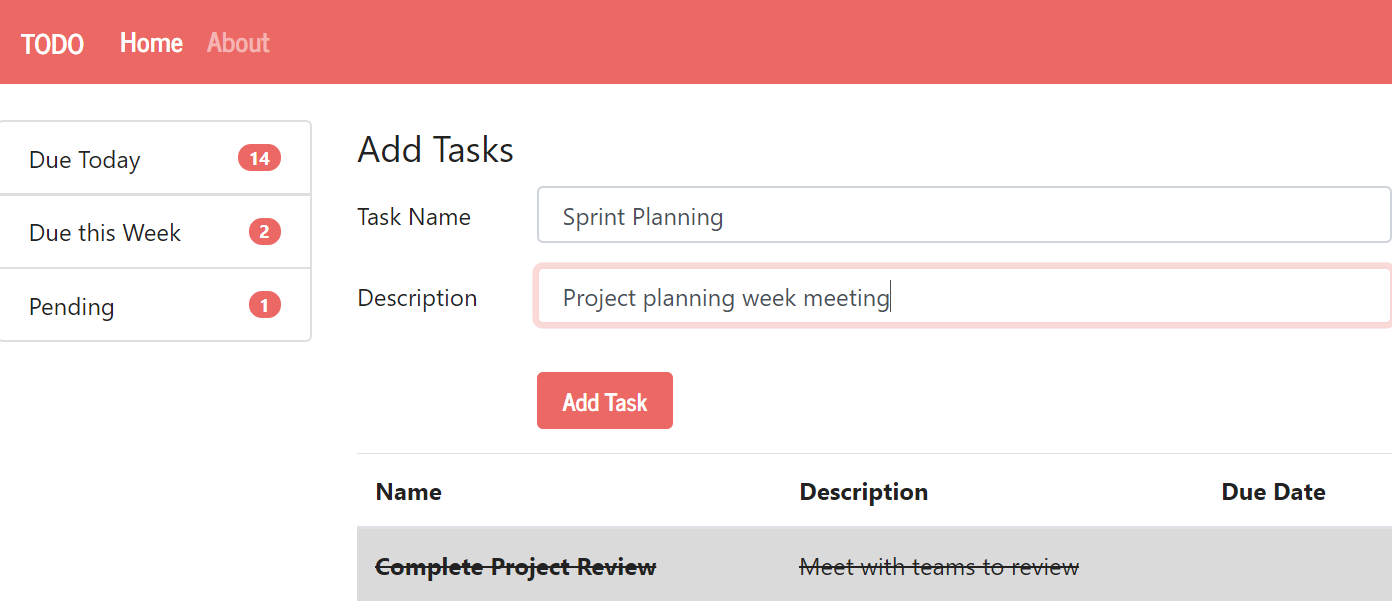 TODO Home About
Due Today 14
Due this Week 2
Pending 1
Add Tasks
Task Name Sprint Planning
Description Project planning week meeting
Add Task
Name Description Due Date
Complete Project Review Meet with teams to review